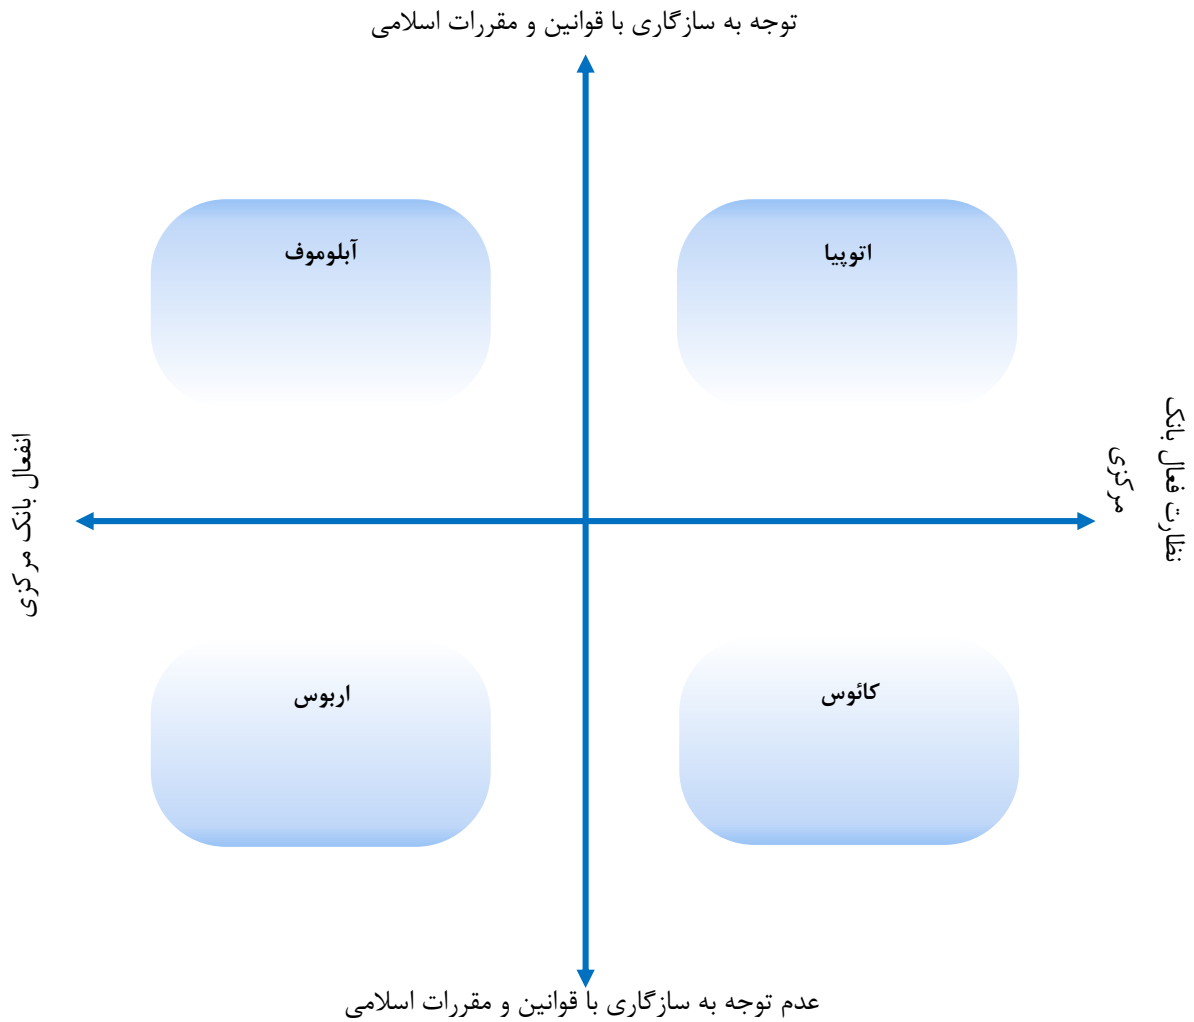 توجه به سازگاری با قوانین و مقررات اسلامی
اتوپیا
آبلوموف
نظارت فعال بانک
مرکزی
انفعال بانک مرکزی
کائوس
اربوس
عدم توجه به سازگاری با قوانین و مقررات اسلامی